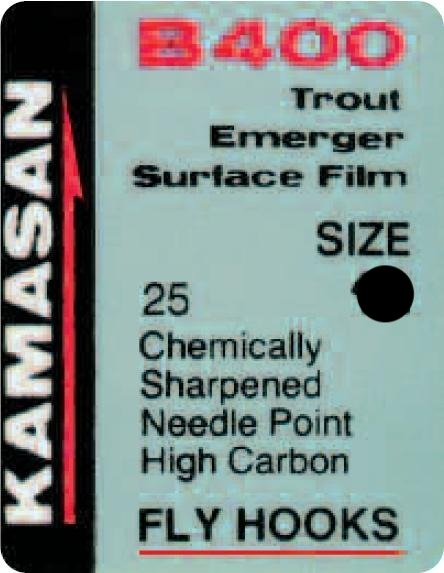 KAMASAN
B400
Trout
Emerger
Surface Film
SIZE
25
Chemically
Sharpened
Needle Point
High Carbon
FLY HOOKS